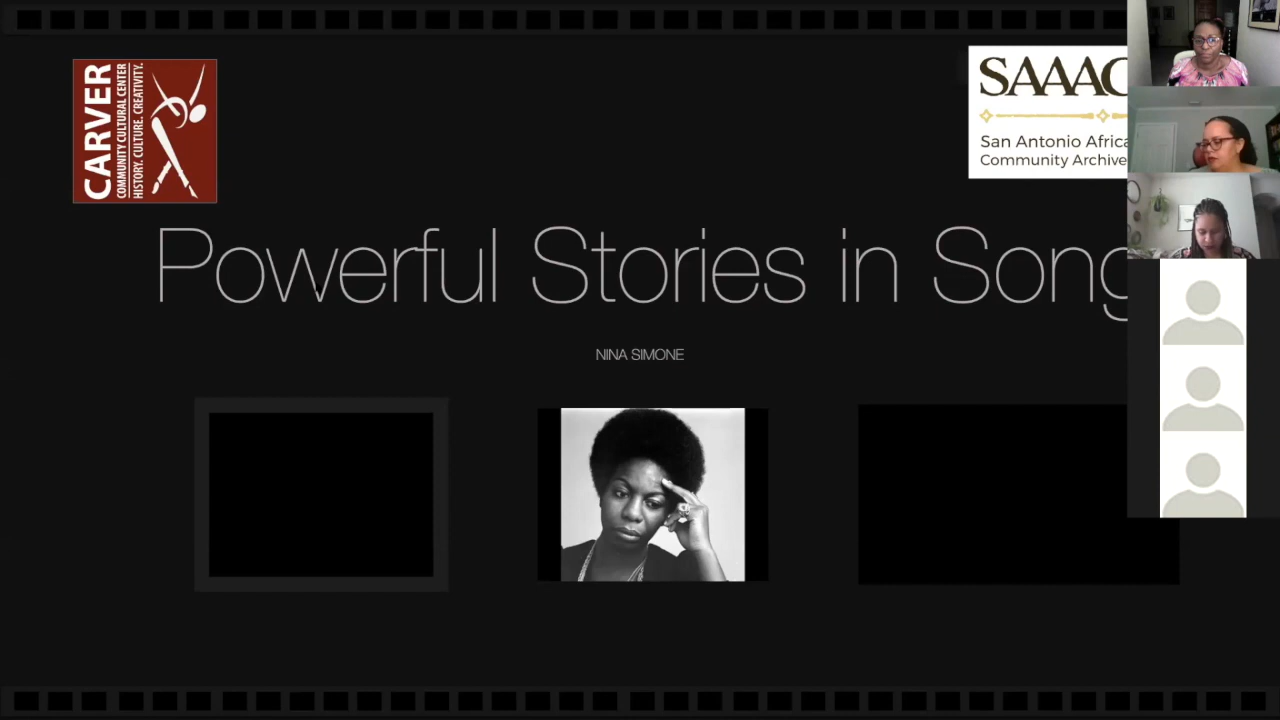 CARVER
COMMUNITY CULTURAL CENTER
HISTORY. CULTURE. CREATIVITY.
SAAAC
San Antonio Africa
Community Archive
Powerful Stories in Song
NINA SIMONE